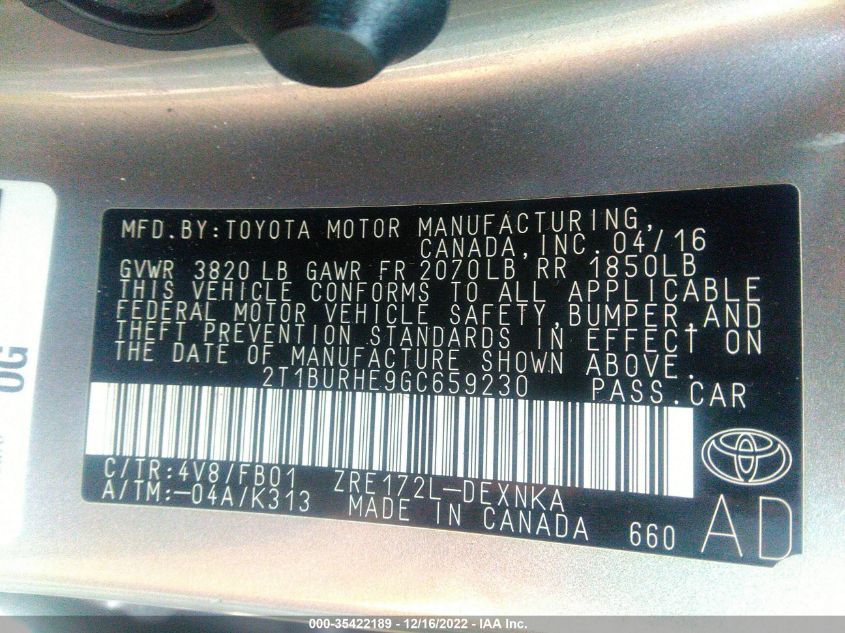 MFD.BY:TOYOTA MOTOR MANUFACTURING,
CANADA,INC. 04/16
GVWR 3820 LB GAWR FR 2070LB RR 1850LB
THIS VEHICLE CONFORMS TO ALL APPLICABLE
FEDERAL MOTOR VEHICLE SAFETY,BUMPER,AND
THEFT PREVENTION STANDARDS IN EFFECT ON
THE DATE OF MANUFACTURE SHOWN ABOVE.
2T1BURHE9GC659230 PASS.CAR
C/TR:4V8/FB01 ZRE172L-DEXNKA
A/TM:-04A/K313 MADE IN CANADA 660
AD
000-35422189 - 12/16/2022 - IAA Inc.